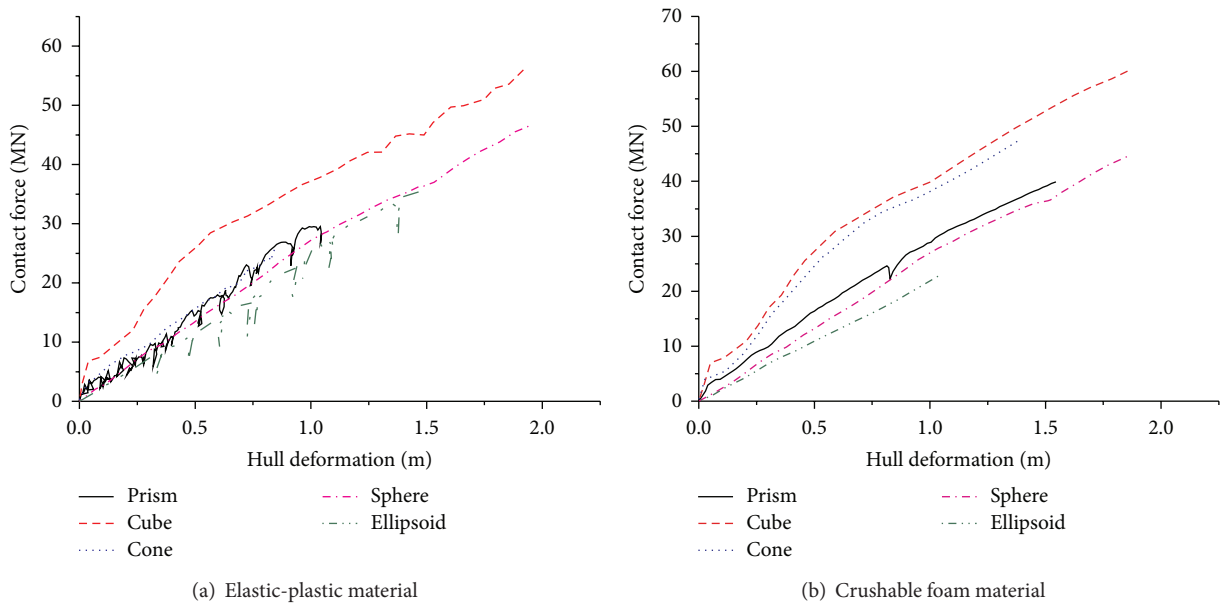 Contact force (MN)
60
50
40
30
20
10
0
0
0.5
1.0
1.5
2.0
Hull deformation (m)
Prism
Cube
Cone
Sphere
Ellipsoid
(a) Elastic-plastic material
Contact force (MN)
70
60
50
40
30
20
10
0
0
0.5
1.0
1.5
2.0
Hull deformation (m)
Prism
Cube
Cone
Sphere
Ellipsoid
(b) Crushable foam material